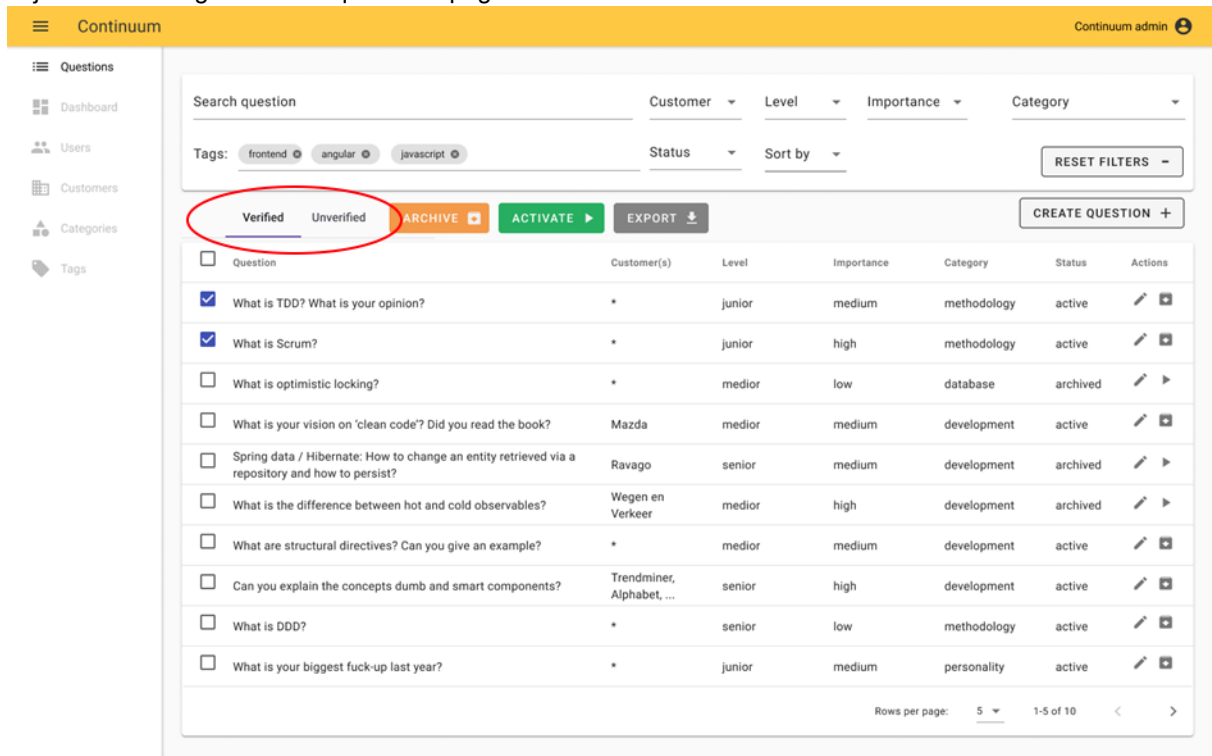 Continuum
Continuum admin
Questions
Dashboard
Users
Customers
Categories
Tags
Search question
Customer
Level
Importance
Category
Tags:
frontend
angular
javascript
Status
Sort by
RESET FILTERS -
Verified
Unverified
ARCHIVE
ACTIVATE
EXPORT
CREATE QUESTION +
Question Customer(s) Level Importance Category Status Actions
What is TDD? What is your opinion? * junior medium methodology active
What is Scrum? * junior high methodology active
What is optimistic locking? * medior low database archived
What is your vision on 'clean code'? Did you read the book? Mazda medior medium development active
Spring data / Hibernate: How to change an entity retrieved via a
repository and how to persist? Ravago senior medium development archived
What is the difference between hot and cold observables? Wegen en
Verkeer medior high development archived
What are structural directives? Can you give an example? * medior medium development active
Can you explain the concepts dumb and smart components? Trendminer,
Alphabet, ... senior high development active
What is DDD? * senior low methodology active
What is your biggest fuck-up last year? * junior medium personality active
Rows per page: 5 1-5 of 10 < >